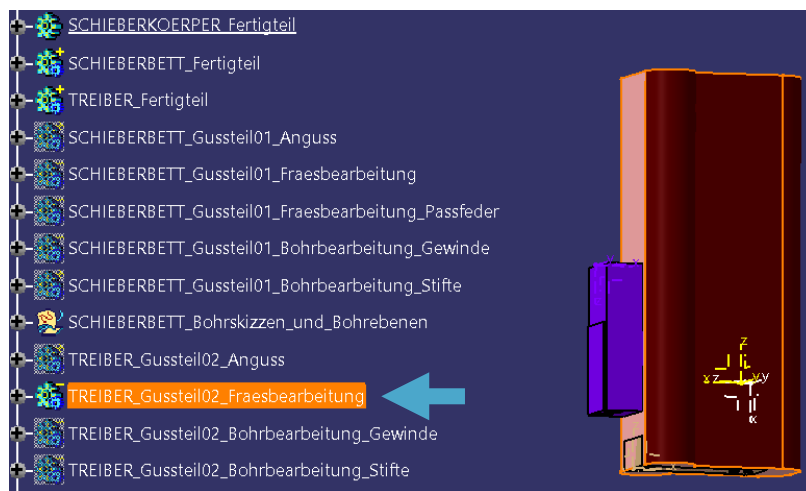 SCHIEBERKOERPER_Fertigteil
SCHIEBERBETT_Fertigteil
TREIBER_Fertigteil
SCHIEBERBETT_Gussteil01_Anguss
SCHIEBERBETT_Gussteil01_Fraesbearbeitung
SCHIEBERBETT_Gussteil01_Fraesbearbeitung_Passfeder
SCHIEBERBETT_Gussteil01_Bohrbearbeitung_Gewinde
SCHIEBERBETT_Gussteil01_Bohrbearbeitung_Stifte
SCHIEBERBETT_Bohrskizzen_und_Bohrebenen
TREIBER_Gussteil02_Anguss
TREIBER_Gussteil02_Fraesbearbeitung
TREIBER_Gussteil02_Bohrbearbeitung_Gewinde
TREIBER_Gussteil02_Bohrbearbeitung_Stifte
z
x z y y
x